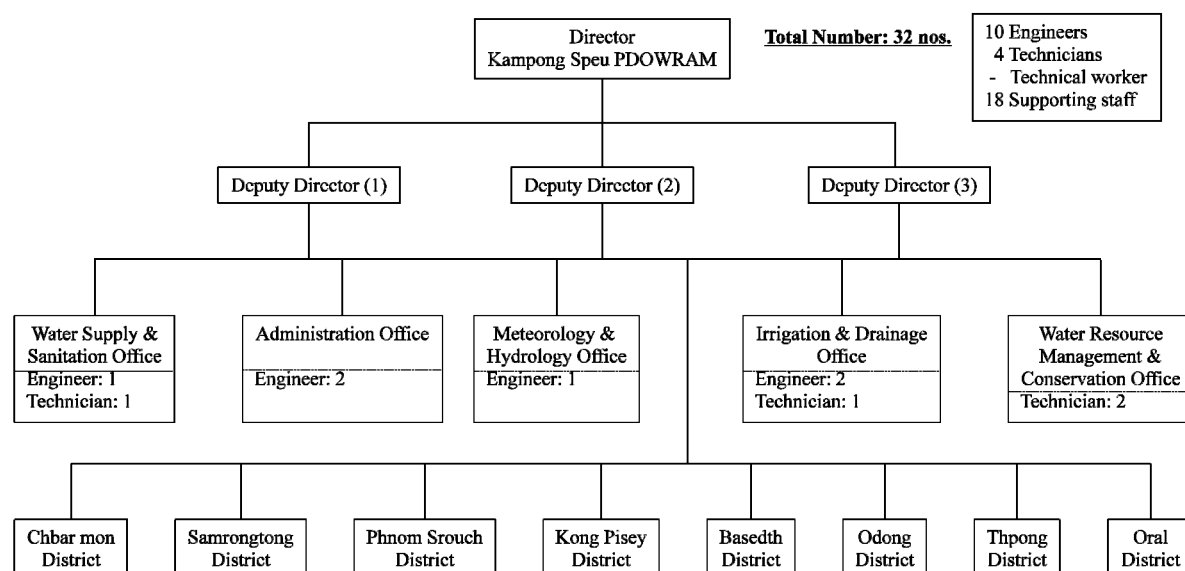 Director
Kampong Speu PDOWRAM
Total Number: 32 nos.
10 Engineers
4 Technicians
- Technical worker
18 Supporting staff
Deputy Director (1)
Deputy Director (2)
Deputy Director (3)
Water Supply &
Sanitation Office
Engineer: 1
Technician: 1
Administration Office
Engineer: 2
Meteorology &
Hydrology Office
Engineer: 1
Irrigation & Drainage
Office
Engineer: 2
Technician: 1
Water Resource
Management &
Conservation Office
Technician: 2
Chbar mon
District
Samrongtong
District
Phnom Srouch
District
Kong Pisey
District
Basedth
District
Odong
District
Thpong
District
Oral
District